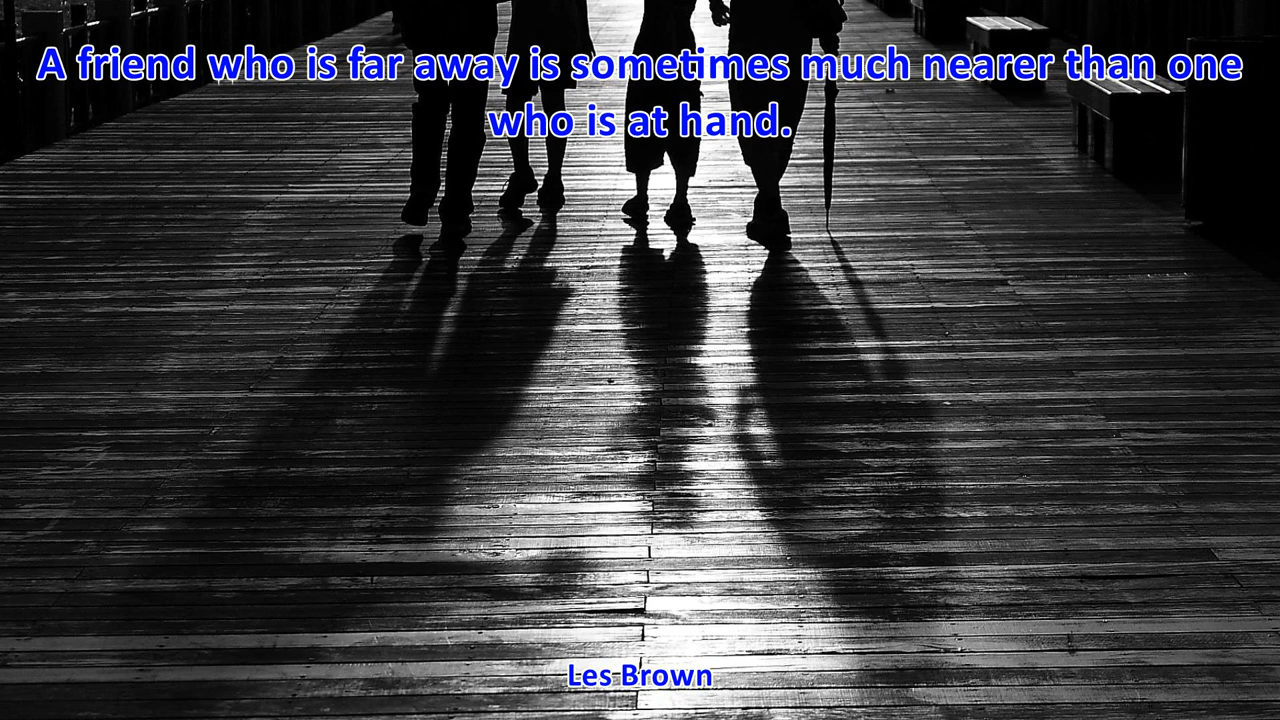 A friend who is far away is sometimes much nearer than one
who is at hand.
Les Brown